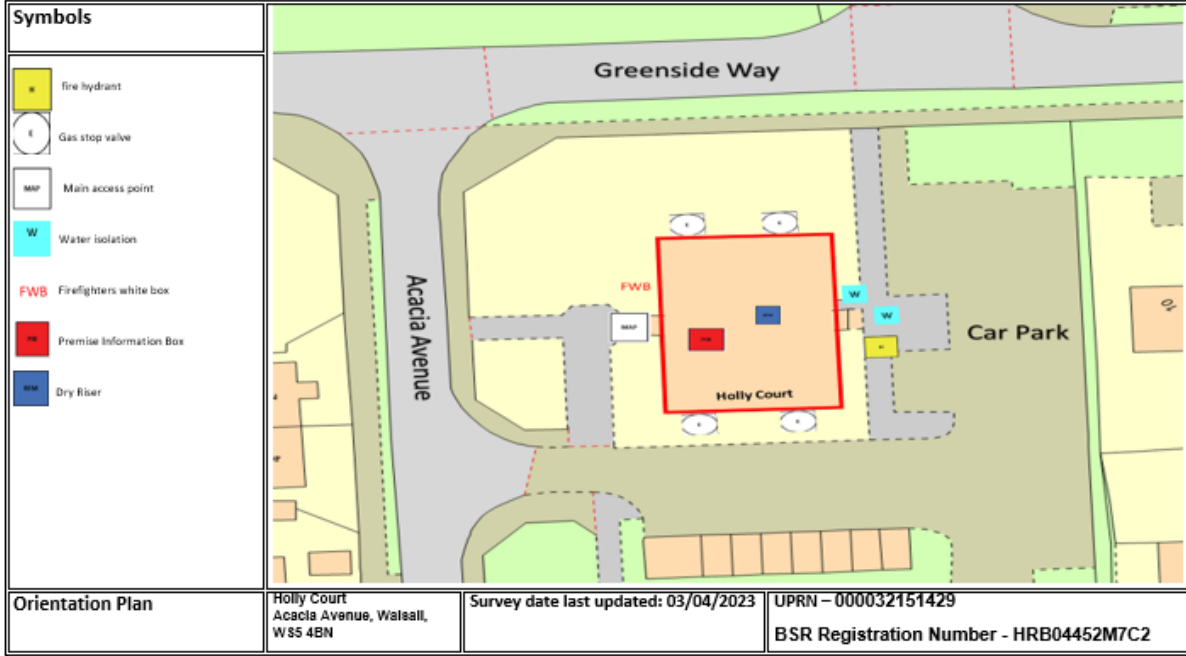 Symbols
fire hydrant
Gas stop valve
MAP
Main access point
W
Water isolation
FWB
Firefighters white box
Premise Information Box
Dry Riser
Greenside Way
Acacia Avenue
FWB
MAP
W
W
Car Park
Holly Court
10
Orientation Plan
Holly Court
Acacia Avenue, Walsall,
WS5 4BN
Survey date last updated: 03/04/2023
UPRN – 000032151429
BSR Registration Number - HRB04452M7C2